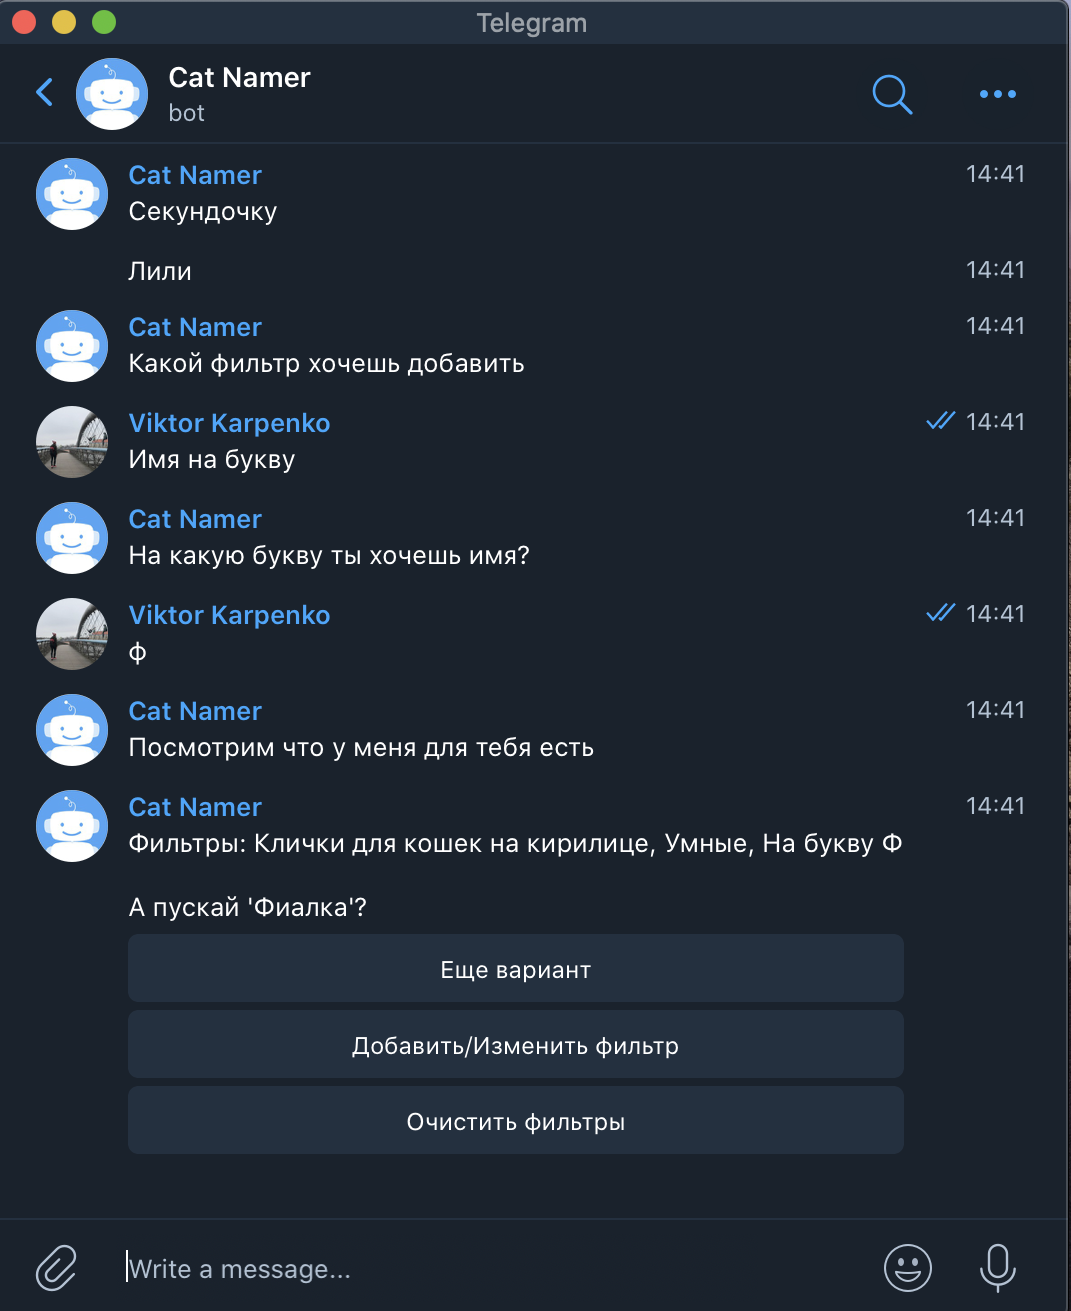 Telegram
Cat Namer
bot
Cat Namer 14:41
Секундочку
Лили 14:41
Cat Namer 14:41
Какой фильтр хочешь добавить
Viktor Karpenko 14:41
Имя на букву
Cat Namer 14:41
На какую букву ты хочешь имя?
Viktor Karpenko 14:41
ф
Cat Namer 14:41
Посмотрим что у меня для тебя есть
Cat Namer 14:41
Фильтры: Клички для кошек на кирилице, Умные, На букву Ф
А пускай 'Фиалка'?
Еще вариант
Добавить/Изменить фильтр
Очистить фильтры
Write a message...